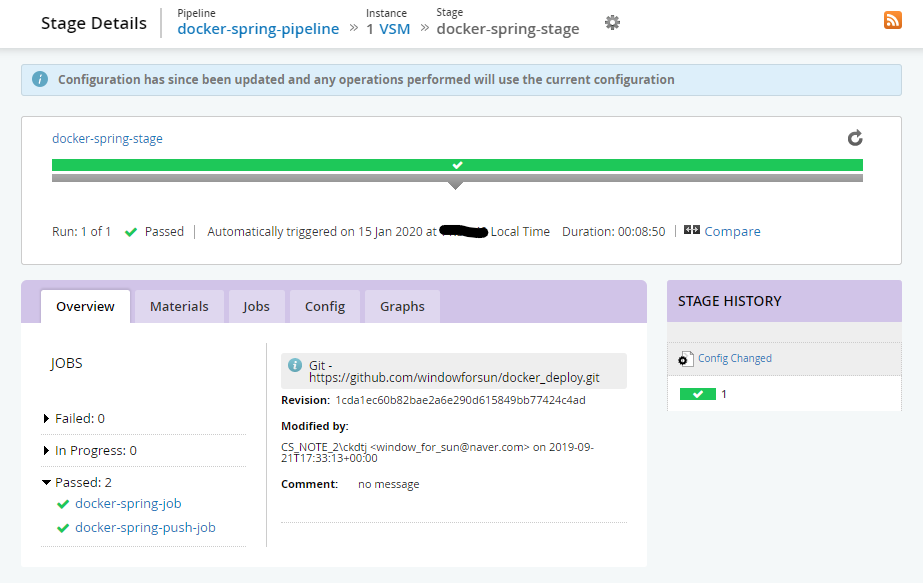 Stage Details
Pipeline
docker-spring-pipeline
»
Instance
1 VSM
»
Stage
docker-spring-stage
Configuration has since been updated and any operations performed will use the current configuration
docker-spring-stage
Run: 1 of 1 Passed | Automatically triggered on 15 Jan 2020 at Local Time Duration: 00:08:50 | Compare
Overview Materials Jobs Config Graphs
JOBS
Failed: 0
In Progress: 0
Passed: 2
docker-spring-job
docker-spring-push-job
Git -
https://github.com/windowforsun/docker_deploy.git
Revision: 1cda1ec60b82bae2a6e290d615849bb77424c4ad
Modified by:
CS_NOTE_2\ckdtj <window_for_sun@naver.com> on 2019-09-
21T17:33:13+00:00
Comment: no message
STAGE HISTORY
Config Changed
1